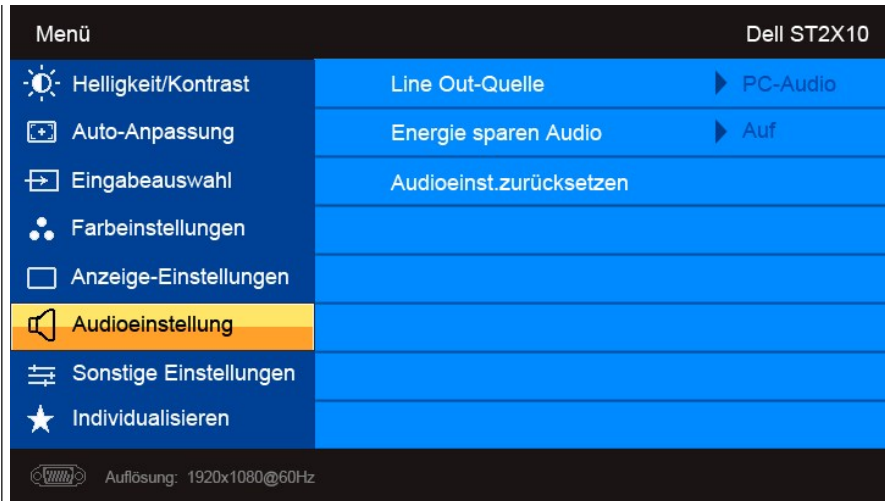 Menü Dell ST2X10
Helligkeit/Kontrast Line Out-Quelle PC-Audio
Auto-Anpassung Energie sparen Audio Auf
Eingabeauswahl Audioeinst.zurücksetzen
Farbeinstellungen
Anzeige-Einstellungen
Audioeinstellung
Sonstige Einstellungen
Individualisieren
Auflösung: 1920x1080@60Hz